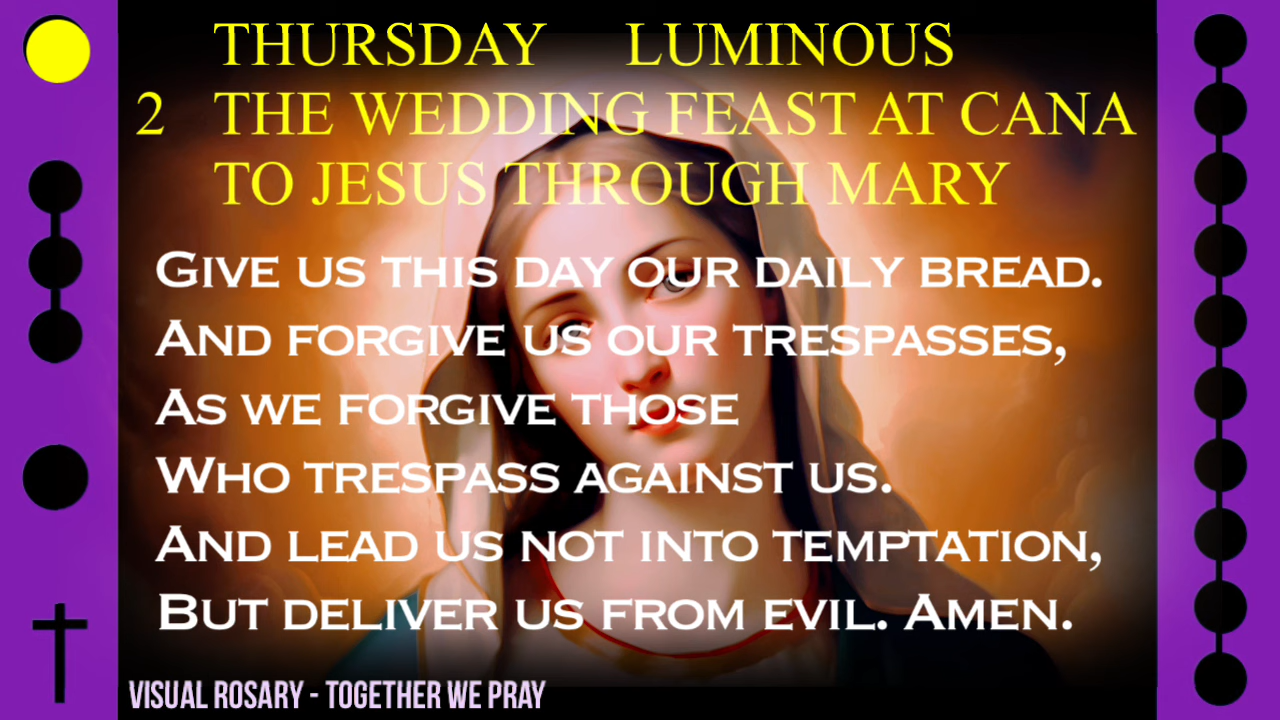 THURSDAY LUMINOUS
2 THE WEDDING FEAST AT CANA
TO JESUS THROUGH MARY
GIVE US THIS DAY OUR DAILY BREAD.
AND FORGIVE US OUR TRESPASSES,
AS WE FORGIVE THOSE
WHO TRESPASS AGAINST US.
AND LEAD US NOT INTO TEMPTATION,
BUT DELIVER US FROM EVIL. AMEN.
VISUAL ROSARY - TOGETHER WE PRAY